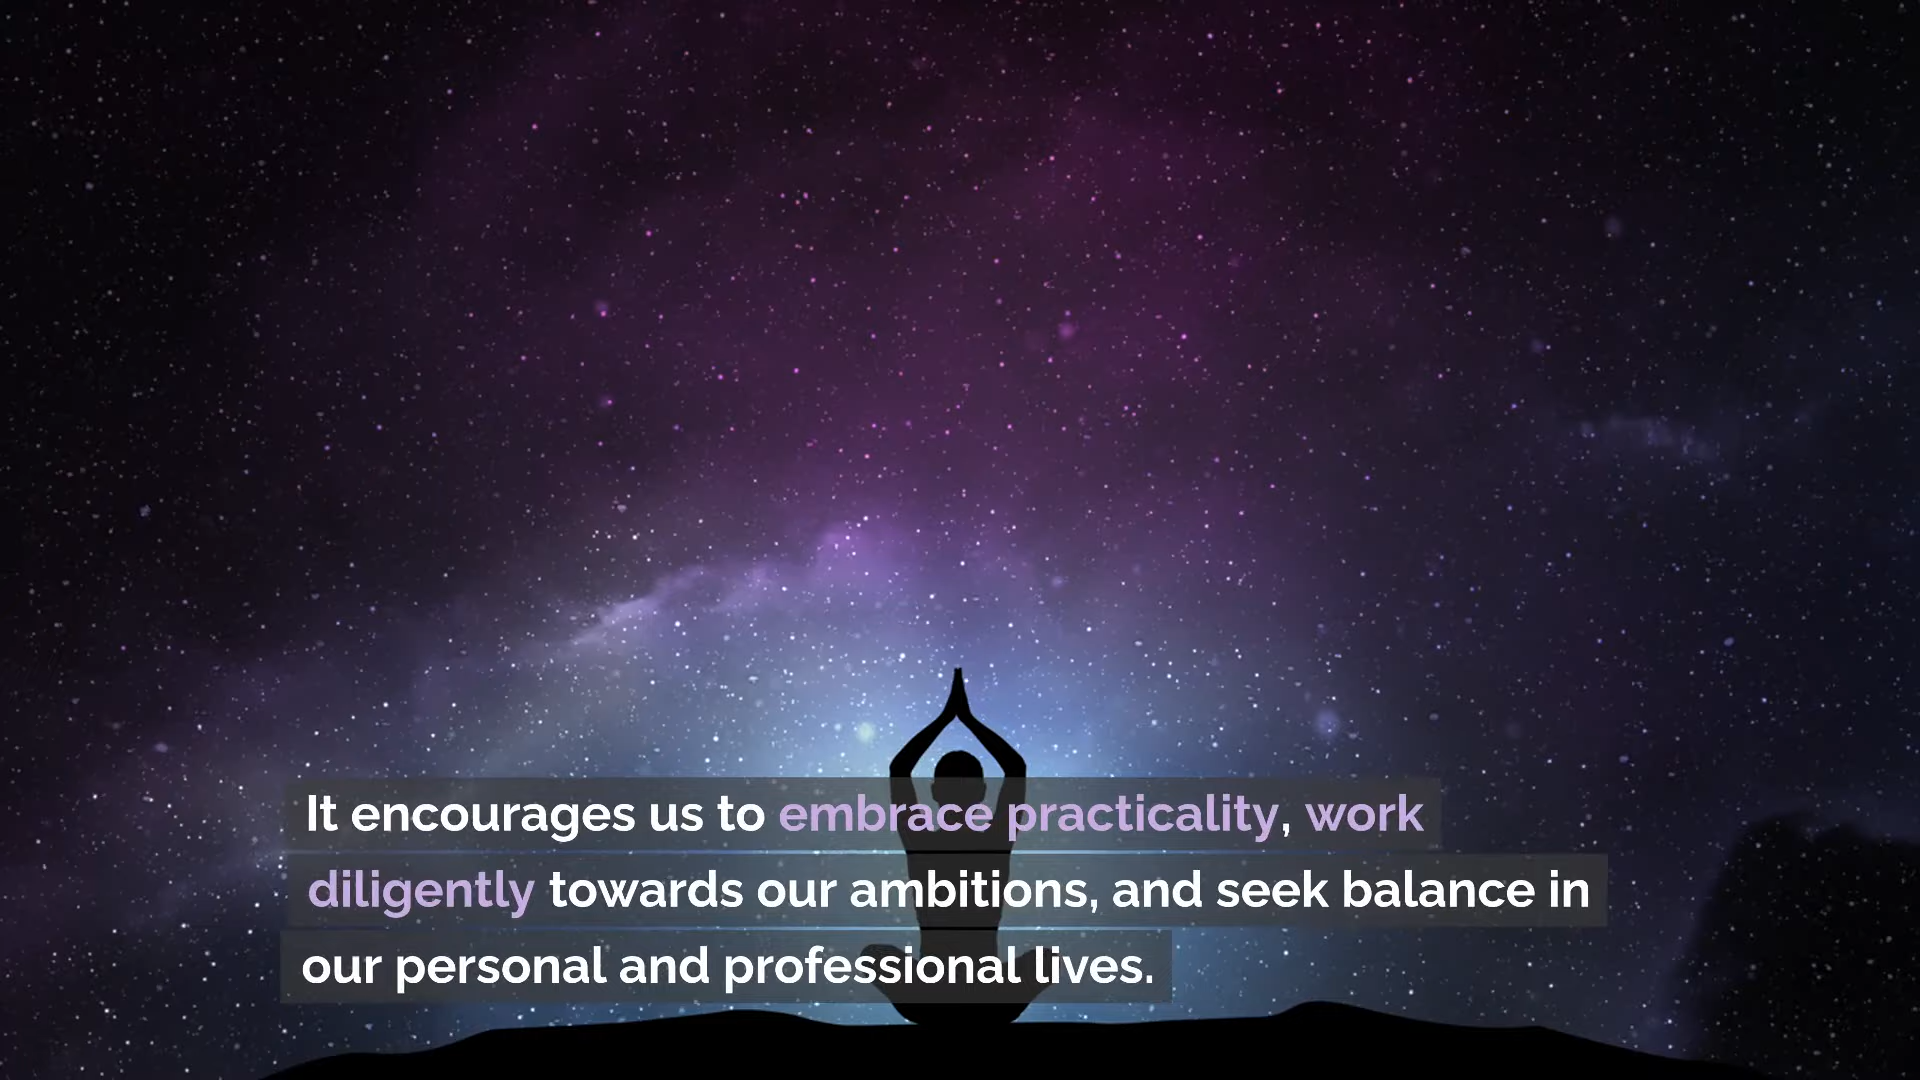 It encourages us to embrace practicality, work
diligently towards our ambitions, and seek balance in
our personal and professional lives.